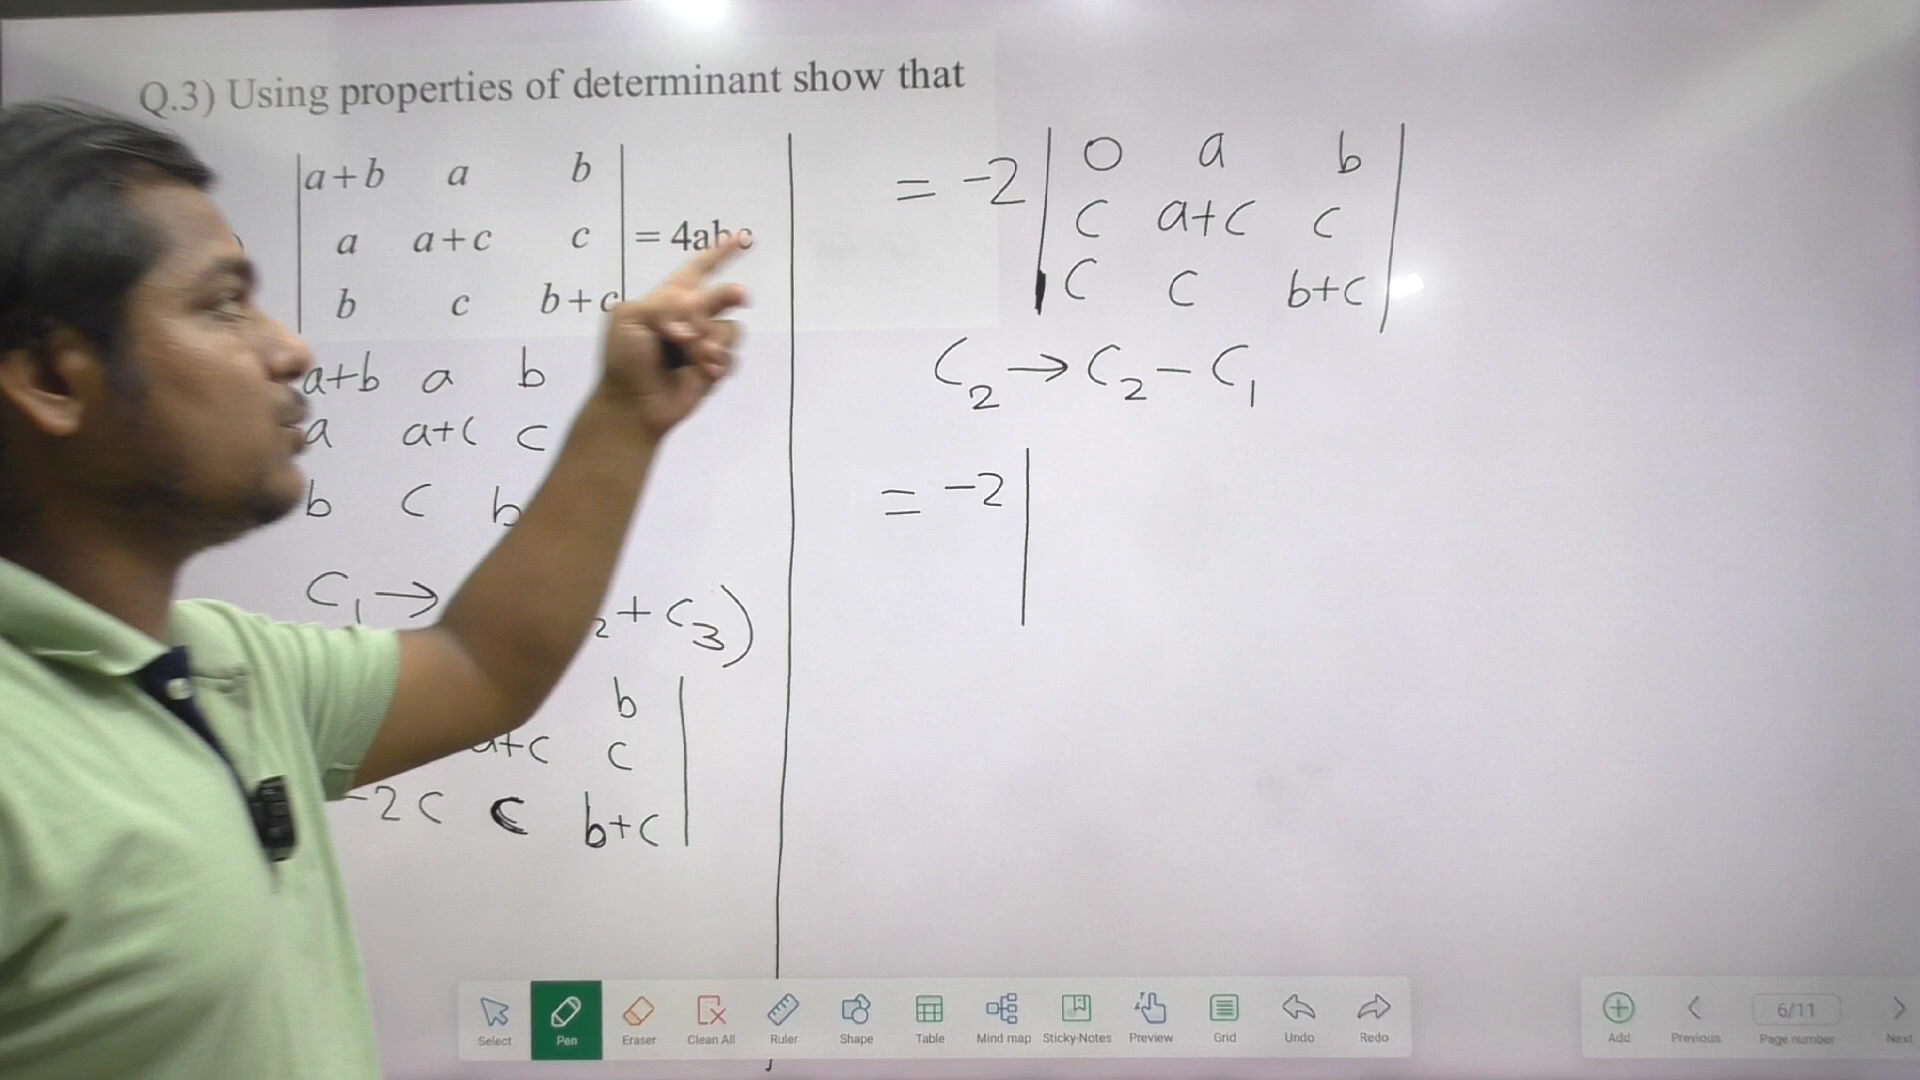 Q.3) Using properties of determinant show that
a+b a b
a a+c c = 4abc
b c b+c
a+b a b
a a+c c
b c b
C₁→ ₂+C₃)
b
a+c c
-2c c b+c
= -2 | 0 a b |
c a+c c
c c b+c
C₂→C₂-C₁
= -2 |
Select Pen Eraser Clean All Ruler Shape Table Mind map Sticky-Notes Preview Grid Undo Redo
Add Previous 6/11 Page number Next